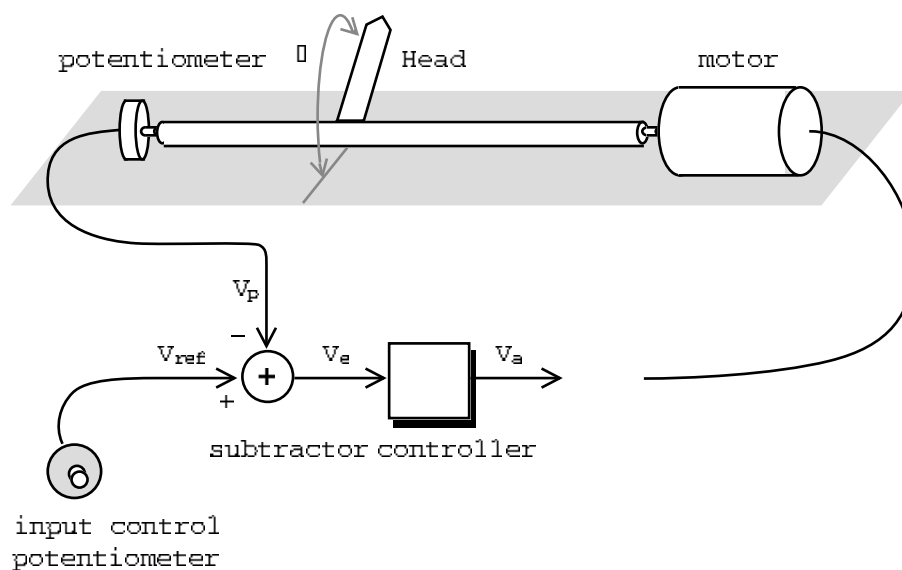 potentiometer Head motor
Vp
−
Vref Ve Va
+
+
subtractor controller
input control
potentiometer